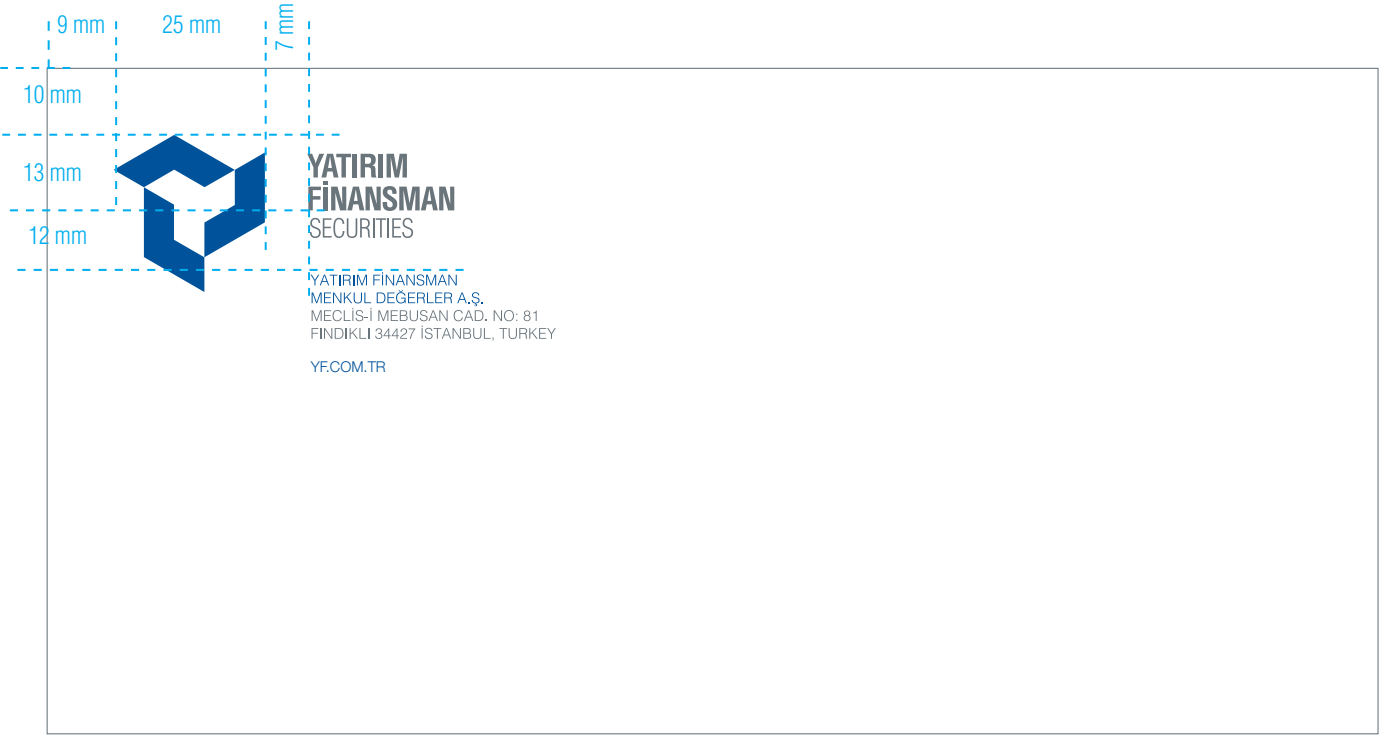 9 mm
25 mm
7 mm
10 mm
13 mm
12 mm
YATIRIM
FİNANSMAN
SECURITIES
YATIRIM FİNANSMAN
MENKUL DEĞERLER A.Ş.
MECLİS-İ MEBUSAN CAD. NO: 81
FINDIKLI 34427 İSTANBUL, TURKEY
YF.COM.TR